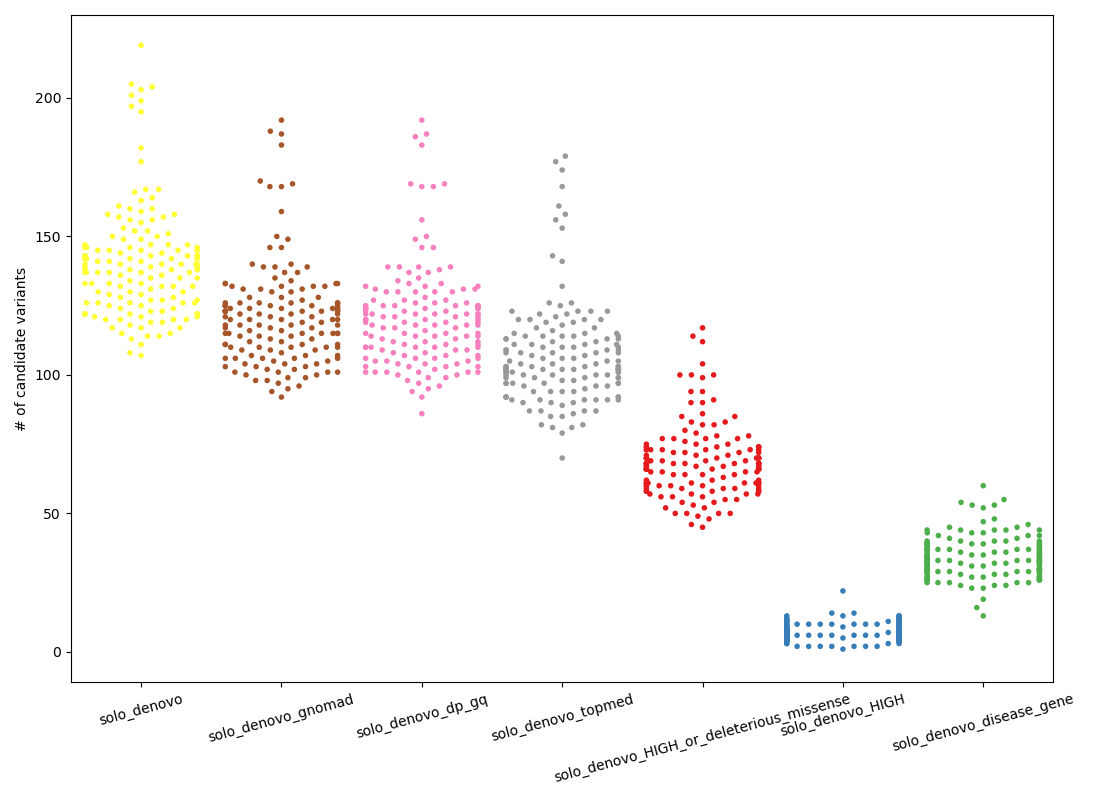 200
150
100
50
0
# of candidate variants
solo_denovo
solo_denovo_gnomad
solo_denovo_dp_gq
solo_denovo_topmed
solo_denovo_HIGH_or_deleterious_missense
solo_denovo_HIGH
solo_denovo_disease_gene